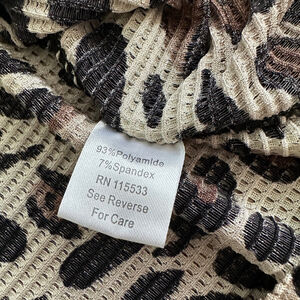 93%Polyamide
7%Spandex
RN 115533
See Reverse
For Care